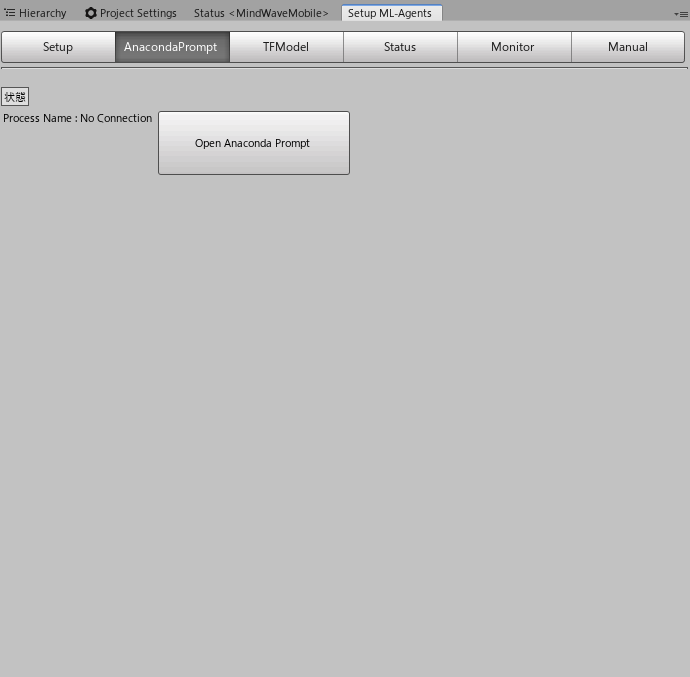 Hierarchy Project Settings Status <MindWaveMobile> Setup ML-Agents
Setup AnacondaPrompt TFModel Status Monitor Manual
状態
Process Name : No Connection Open Anaconda Prompt